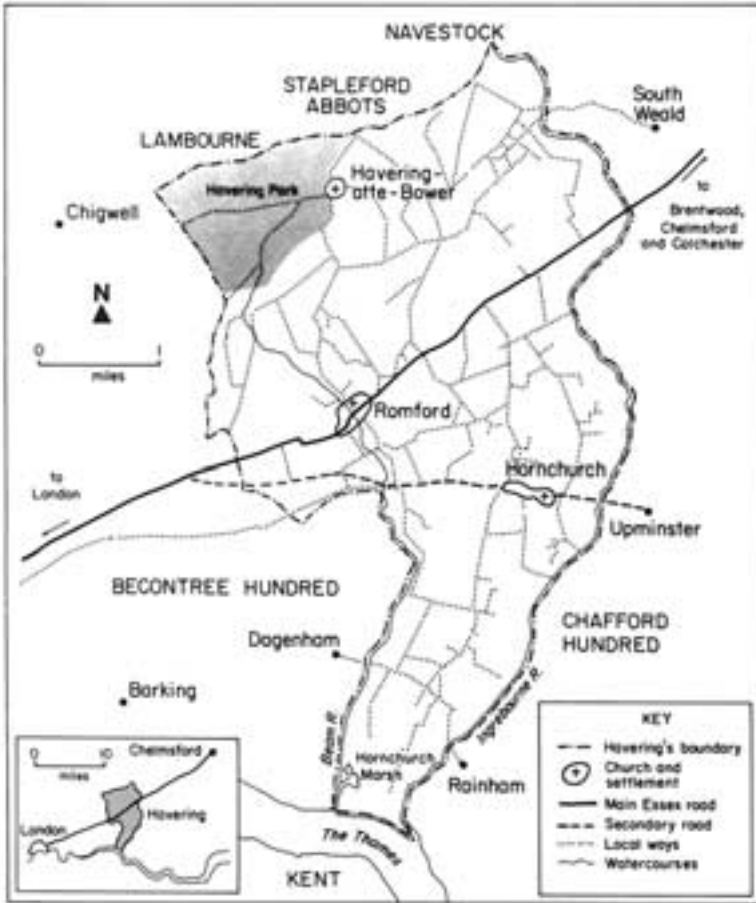 NAVESTOCK
STAPLEFORD
ABBOTS
South
Weald
LAMBOURNE
Havering Park
Havering-
atte-Bower
Chigwell
to
Brentwood,
Chelmsford
and Colchester
N
0 1
miles
Romford
Hornchurch
to
London
Upminster
BECONTREE HUNDRED
CHAFFORD
HUNDRED
Dagenham
Barking
Beam R.
Ingrebourne R.
Hornchurch
Marsh
Rainham
The Thames
KENT
0 10
miles
Chelmsford
Havering
London
KEY
Havering's boundary
Church and
settlement
Main Essex road
Secondary road
Local ways
Watercourses